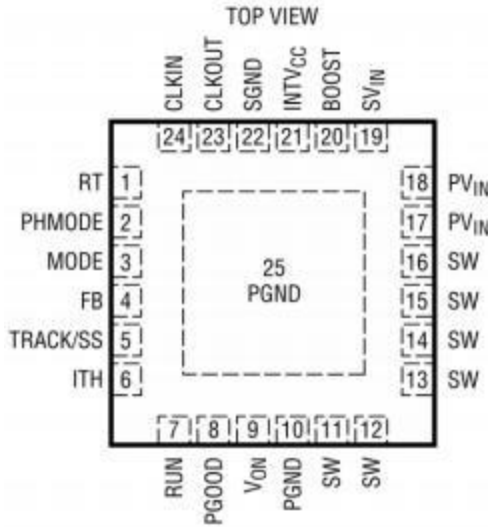 TOP VIEW
CLKIN
CLKOUT
SGND
INTVCC
BOOST
SVIN
24 23 22 21 20 19
RT 1
PHMODE 2
MODE 3
FB 4
TRACK/SS 5
ITH 6
25
PGND
18 PVIN
17 PVIN
16 SW
15 SW
14 SW
13 SW
7 8 9 10 11 12
RUN
PGOOD
VON
PGND
SW
SW